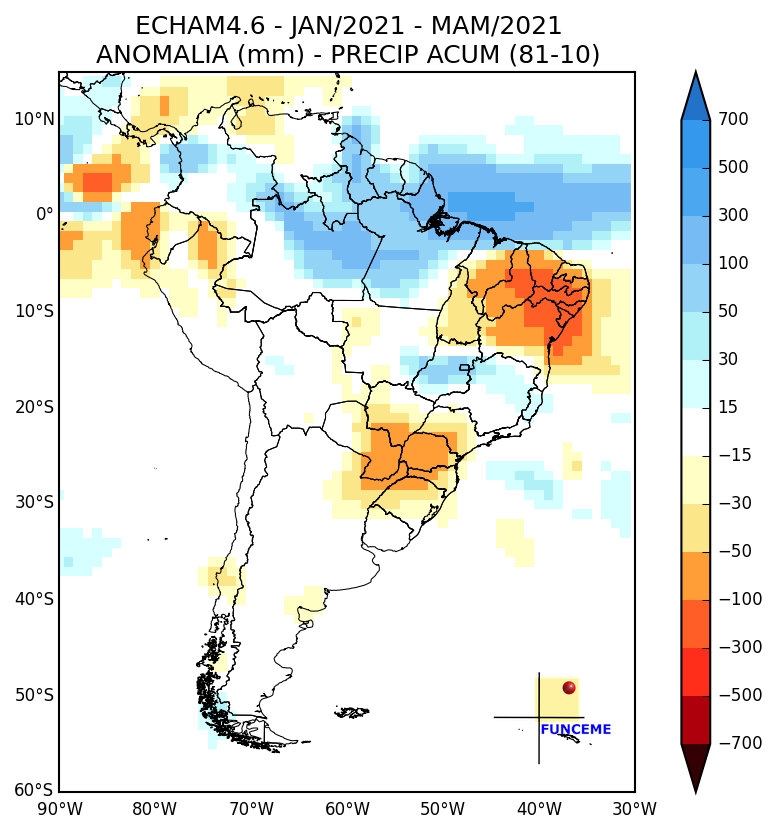 ECHAM4.6 - JAN/2021 - MAM/2021
ANOMALIA (mm) - PRECIP ACUM (81-10)
10°N
0°
10°S
20°S
30°S
40°S
50°S
60°S
90°W 80°W 70°W 60°W 50°W 40°W 30°W
700
500
300
100
50
30
15
−15
−30
−50
−100
−300
−500
−700
FUNCEME